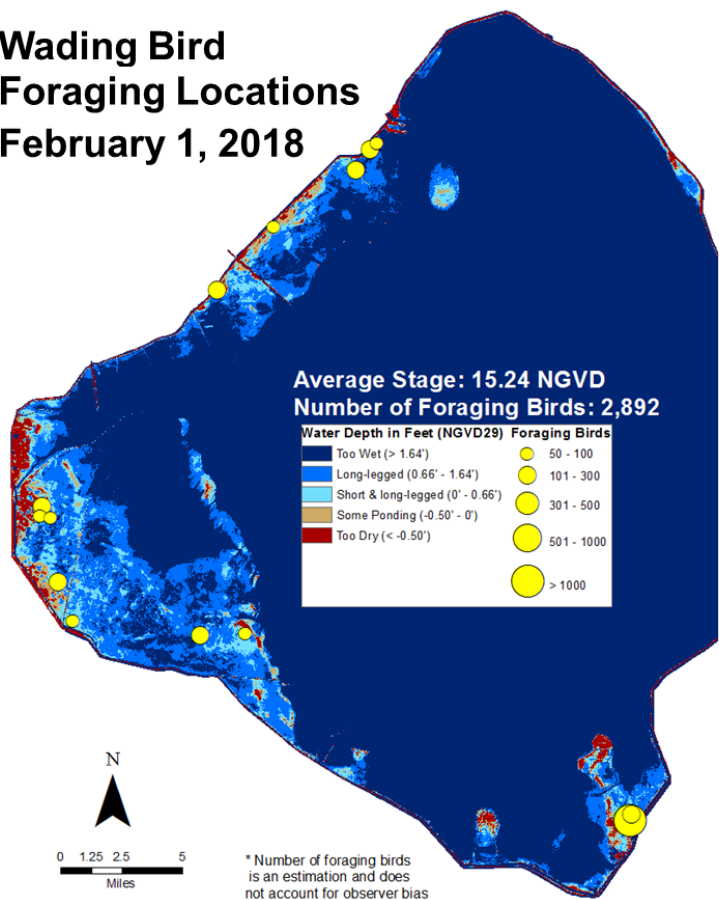 Wading Bird
Foraging Locations
February 1, 2018
Average Stage: 15.24 NGVD
Number of Foraging Birds: 2,892
Water Depth in Feet (NGVD29) Foraging Birds
Too Wet (> 1.64') 50 - 100
Long-legged (0.66' - 1.64') 101 - 300
Short & long-legged (0' - 0.66') 301 - 500
Some Ponding (-0.50' - 0')
Too Dry (< -0.50') 501 - 1000
> 1000
N
0 1.25 2.5 5
Miles
* Number of foraging birds
is an estimation and does
not account for observer bias